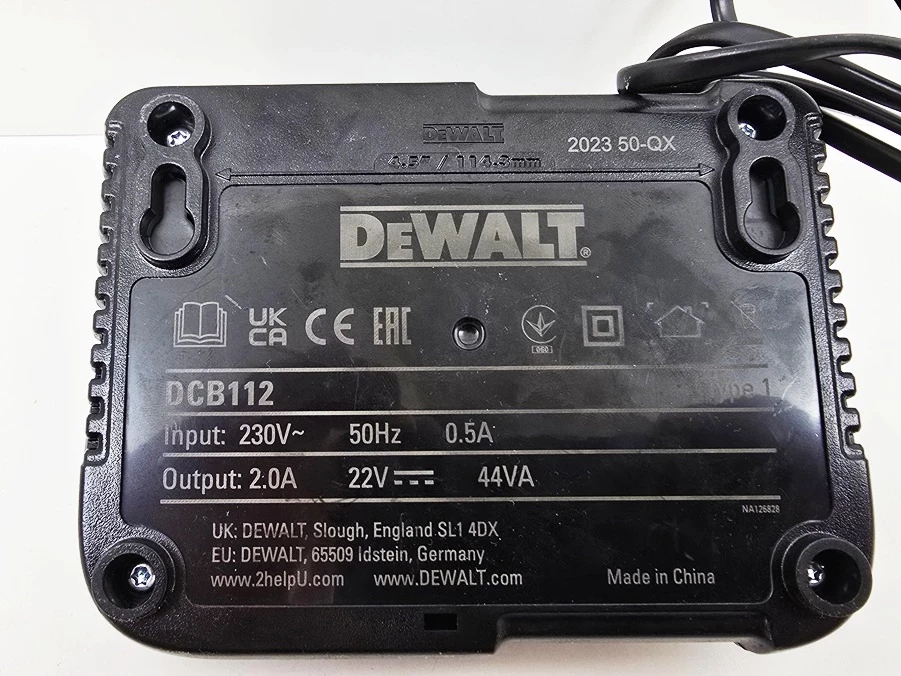 DEWALT
2023 50-QX
4.5" / 114.3mm
DEWALT®
UK CA CE EAC
060
DCB112 Type 1
Input: 230V~ 50Hz 0.5A
Output: 2.0A 22V⎓ 44VA
NA126828
UK: DEWALT, Slough, England SL1 4DX
EU: DEWALT, 65509 Idstein, Germany
www.2helpU.com www.DEWALT.com Made in China